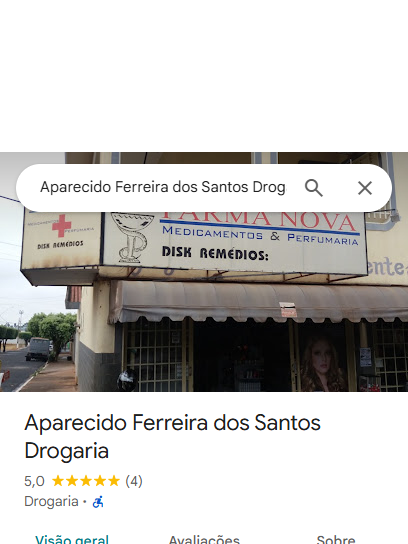 Aparecido Ferreira dos Santos Drog
FARMA NOVA
MEDICAMENTOS & PERFUMARIA
DISK REMÉDIOS:
MEDICAMENTOS
PERFUMARIA
DISK REMÉDIOS
ente.
Aparecido Ferreira dos Santos
Drogaria
5,0 ★★★★★ (4)
Drogaria ·
Visão geral Avaliações Sobre